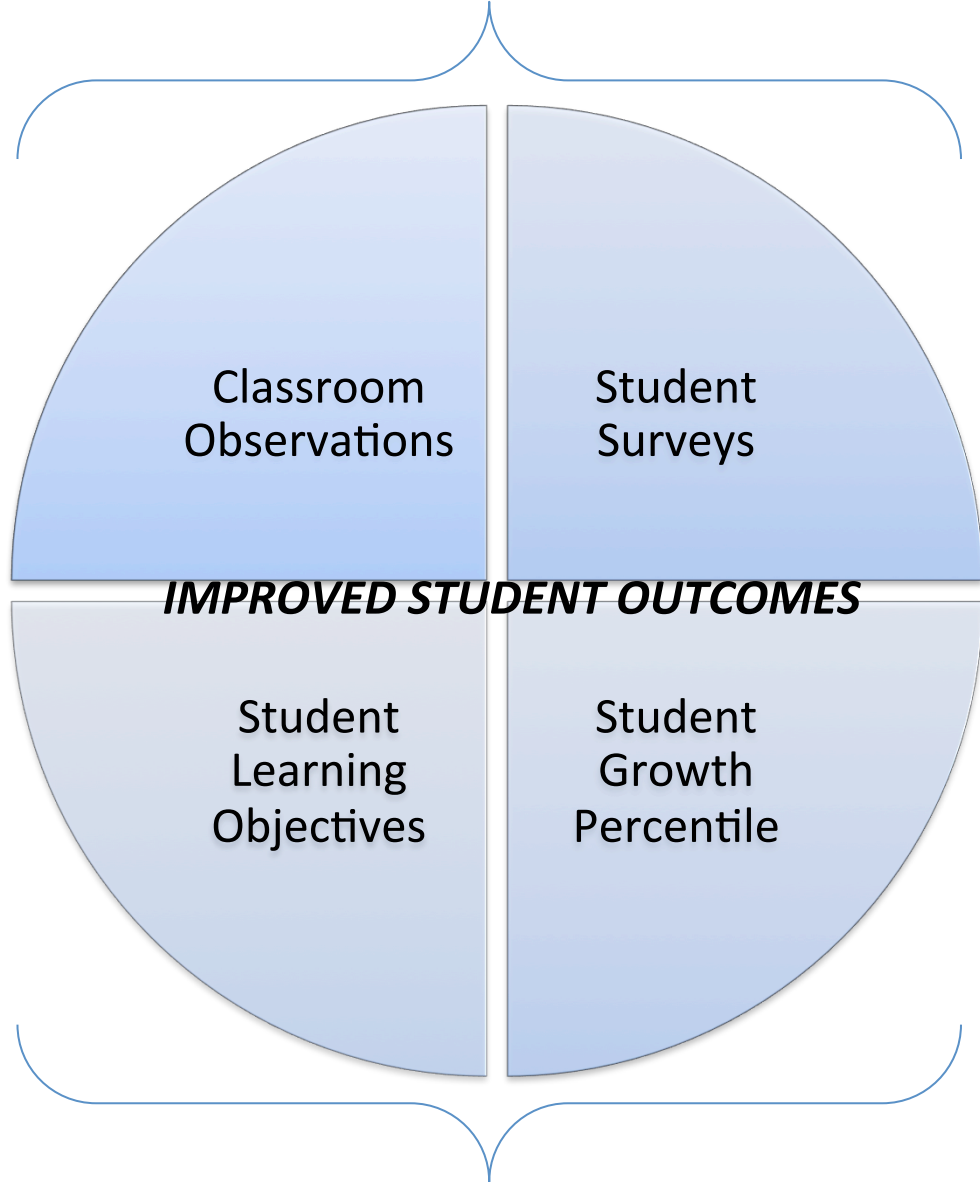 Classroom
Observations
Student
Surveys
IMPROVED STUDENT OUTCOMES
Student
Learning
Objectives
Student
Growth
Percentile